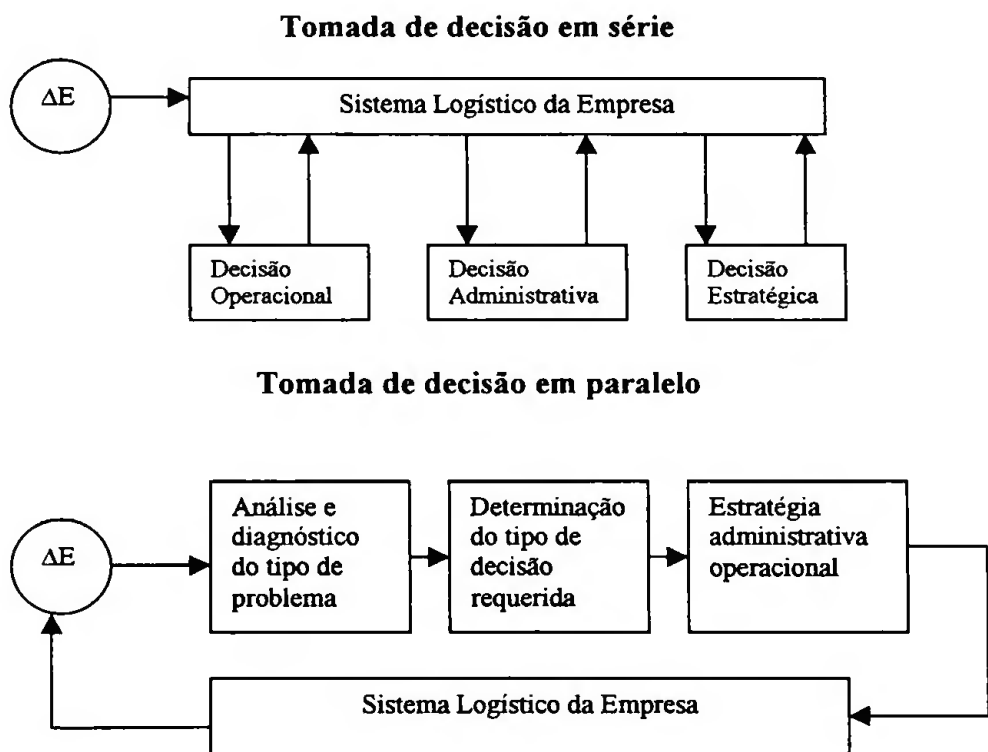 Tomada de decisão em série
ΔE
Sistema Logístico da Empresa
Decisão
Operacional
Decisão
Administrativa
Decisão
Estratégica
Tomada de decisão em paralelo
ΔE
Análise e
diagnóstico
do tipo de
problema
Determinação
do tipo de
decisão
requerida
Estratégia
administrativa
operacional
Sistema Logístico da Empresa